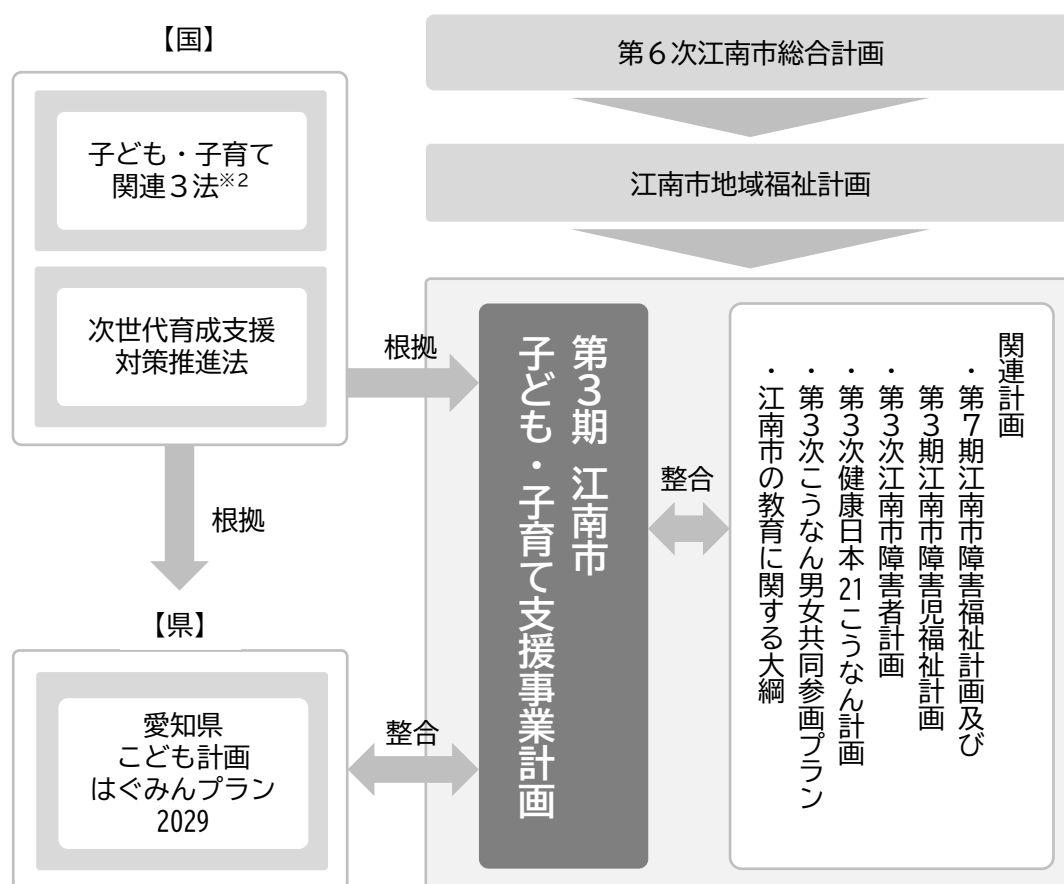 【国】
子ども・子育て
関連３法※2
次世代育成支援
対策推進法
根拠
根拠
【県】
愛知県
こども計画
はぐみんプラン
2029
整合
第６次江南市総合計画
江南市地域福祉計画
第３期 江南市
子ども・子育て支援事業計画
整合
関連計画
・第７期江南市障害福祉計画及び
第３期江南市障害児福祉計画
・第３次江南市障害者計画
・第３次健康日本21こうなん計画
・第３次こうなん男女共同参画プラン
・江南市の教育に関する大綱